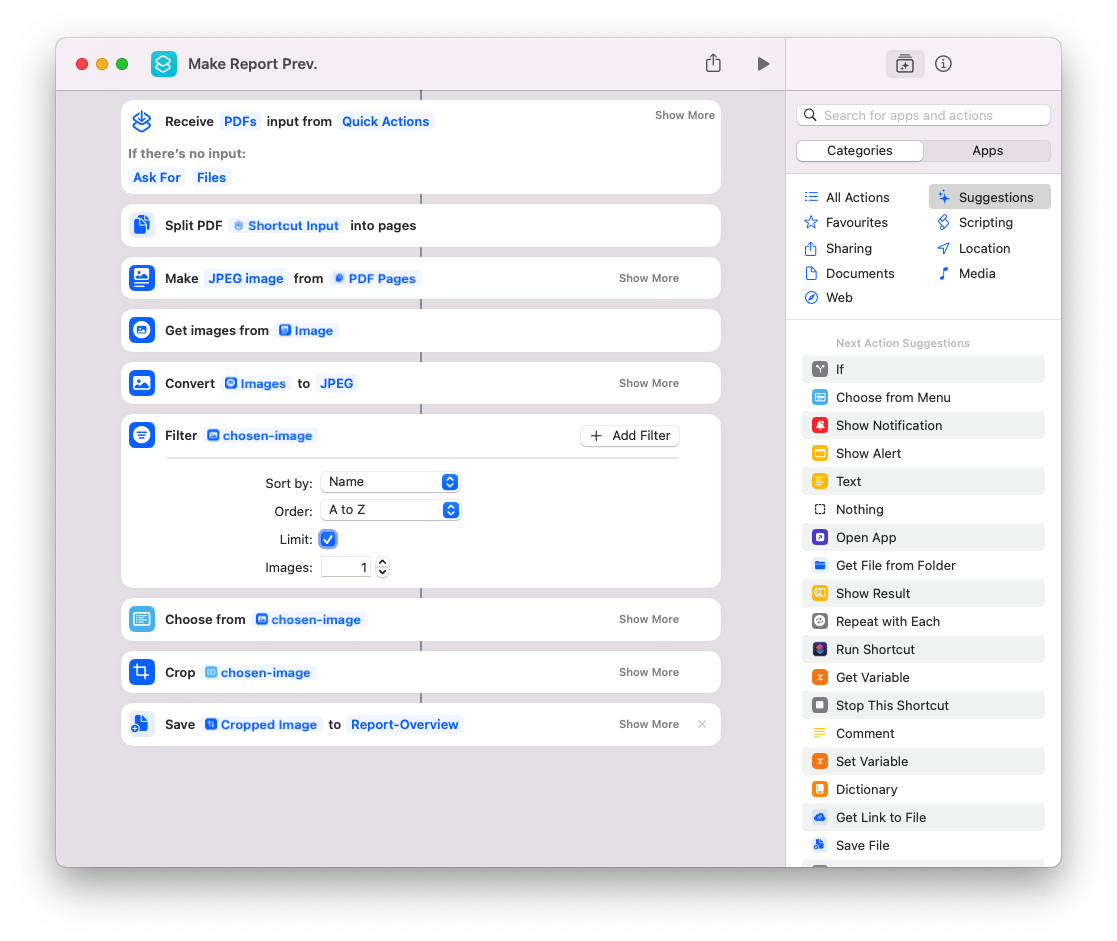 Make Report Prev.
Receive PDFs input from Quick Actions
Show More
If there's no input:
Ask For Files
Split PDF Shortcut Input into pages
Make JPEG image from PDF Pages
Show More
Get images from Image
Convert Images to JPEG
Show More
Filter chosen-image
Add Filter
Sort by: Name
Order: A to Z
Limit:
Images: 1
Choose from chosen-image
Show More
Crop chosen-image
Show More
Save Cropped Image to Report-Overview
Show More
Search for apps and actions
Categories
Apps
All Actions
Suggestions
Favourites
Scripting
Sharing
Location
Documents
Media
Web
Next Action Suggestions
If
Choose from Menu
Show Notification
Show Alert
Text
Nothing
Open App
Get File from Folder
Show Result
Repeat with Each
Run Shortcut
Get Variable
Stop This Shortcut
Comment
Set Variable
Dictionary
Get Link to File
Save File